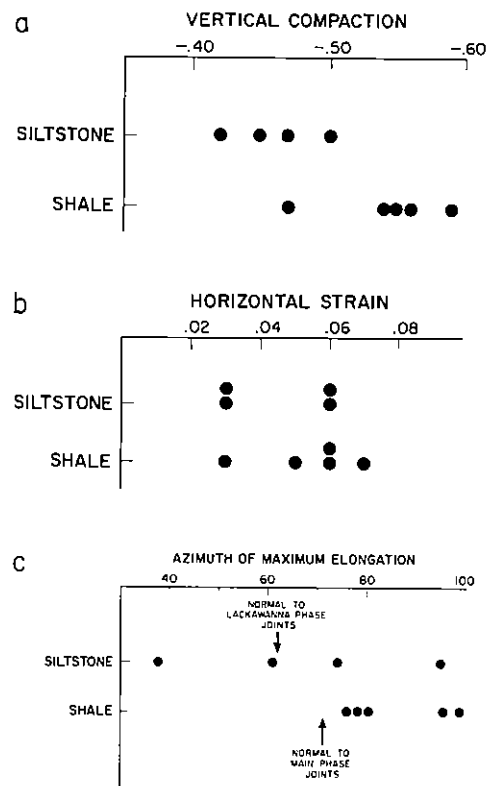 a
VERTICAL COMPACTION
-.40 -.50 -.60
SILTSTONE
SHALE
b
HORIZONTAL STRAIN
.02 .04 .06 .08
SILTSTONE
SHALE
c
AZIMUTH OF MAXIMUM ELONGATION
40 60 80 100
NORMAL TO
LACKAWANNA PHASE
JOINTS
SILTSTONE
SHALE
NORMAL TO
MAIN PHASE
JOINTS